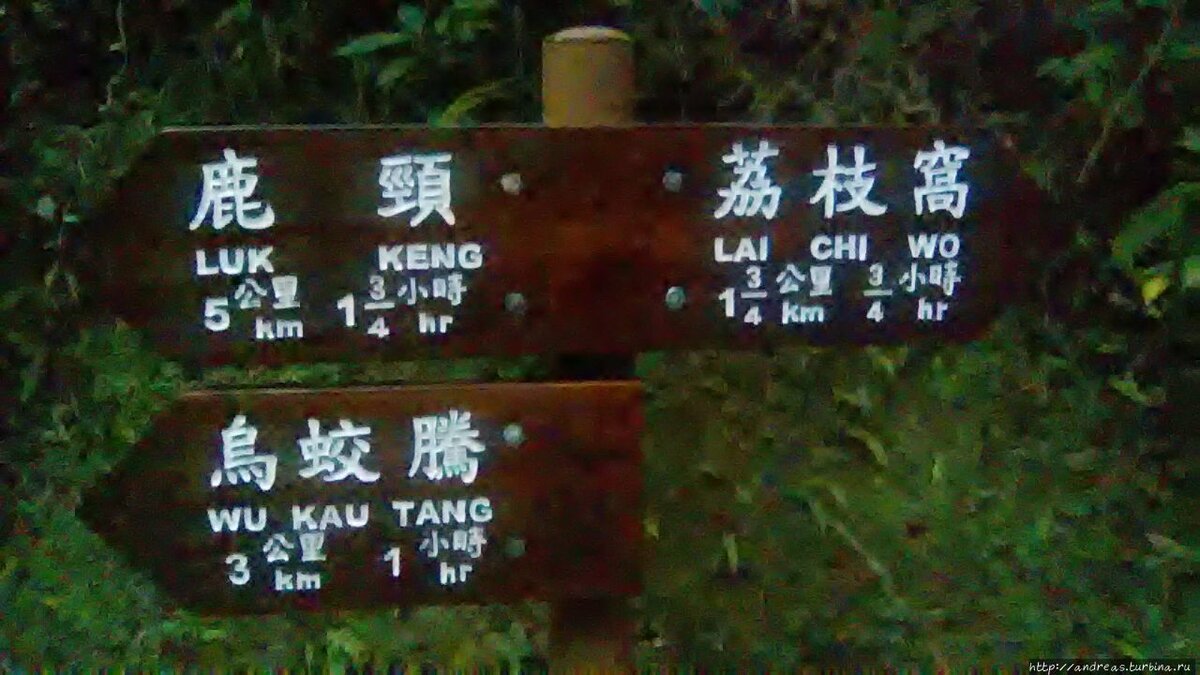 鹿頸
LUK KENG
5 公里 km 1 3/4 小時 hr
荔枝窩
LAI CHI WO
1 3/4 公里 km 3/4 小時 hr
烏蛟騰
WU KAU TANG
3 公里 km 1 小時 hr
http://andreas.turbina.ru